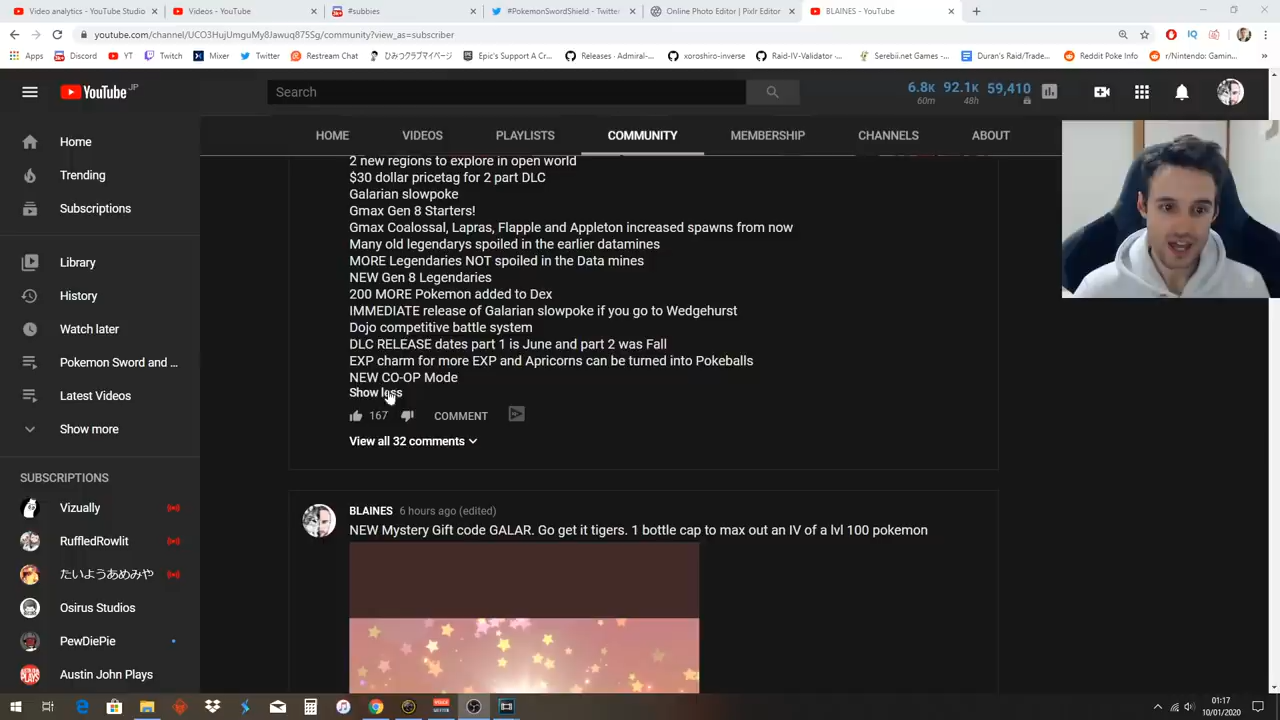 Video analytics - YouTube Studio
Videos - YouTube
#subbies
#PokemonSwordShield - Twitter
Online Photo Editor | Pixlr Editor
BLAINES - YouTube
youtube.com/channel/UCO3HujUmguMy8Jawuq87SSg/community?view_as=subscriber
Apps
Discord
YT
Twitch
Mixer
Twitter
Restream Chat
ひみつクラブマイページ
Epic's Support A Cr...
Releases · Admiral-...
xoroshiro-inverse
Raid-IV-Validator
Serebii.net Games -...
Duran's Raid/Trade...
Reddit Poke Info
r/Nintendo: Gamin...
YouTube JP
Search
6.8K 92.1K 59,410
60m 48h
HOME VIDEOS PLAYLISTS COMMUNITY MEMBERSHIP CHANNELS ABOUT
Home
Trending
Subscriptions
Library
History
Watch later
Pokemon Sword and ...
Latest Videos
Show more
SUBSCRIPTIONS
Vizually
RuffledRowlit
たいようあめみや
Osirus Studios
PewDiePie
Austin John Plays
2 new regions to explore in open world
$30 dollar pricetag for 2 part DLC
Galarian slowpoke
Gmax Gen 8 Starters!
Gmax Coalossal, Lapras, Flapple and Appleton increased spawns from now
Many old legendarys spoiled in the earlier datamines
MORE Legendaries NOT spoiled in the Data mines
NEW Gen 8 Legendaries
200 MORE Pokemon added to Dex
IMMEDIATE release of Galarian slowpoke if you go to Wedgehurst
Dojo competitive battle system
DLC RELEASE dates part 1 is June and part 2 was Fall
EXP charm for more EXP and Apricorns can be turned into Pokeballs
NEW CO-OP Mode
Show less
167 COMMENT
View all 32 comments
BLAINES 6 hours ago (edited)
NEW Mystery Gift code GALAR. Go get it tigers. 1 bottle cap to max out an IV of a lvl 100 pokemon
01:17
10/01/2020